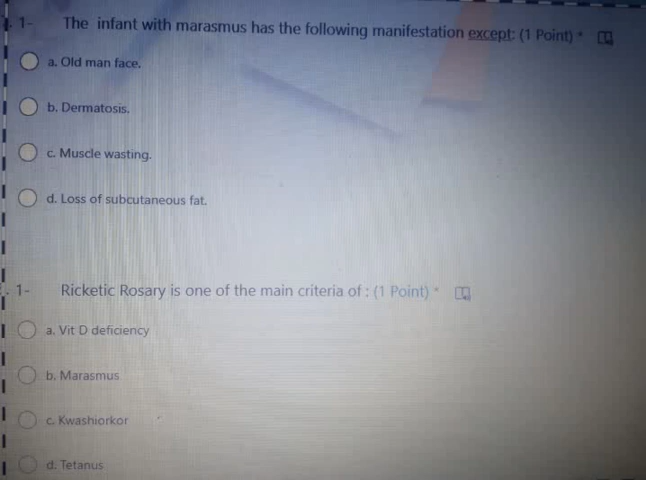 1- The infant with marasmus has the following manifestation except: (1 Point) *
a. Old man face.
b. Dermatosis.
c. Muscle wasting.
d. Loss of subcutaneous fat.
1- Ricketic Rosary is one of the main criteria of : (1 Point) *
a. Vit D deficiency
b. Marasmus
c. Kwashiorkor
d. Tetanus